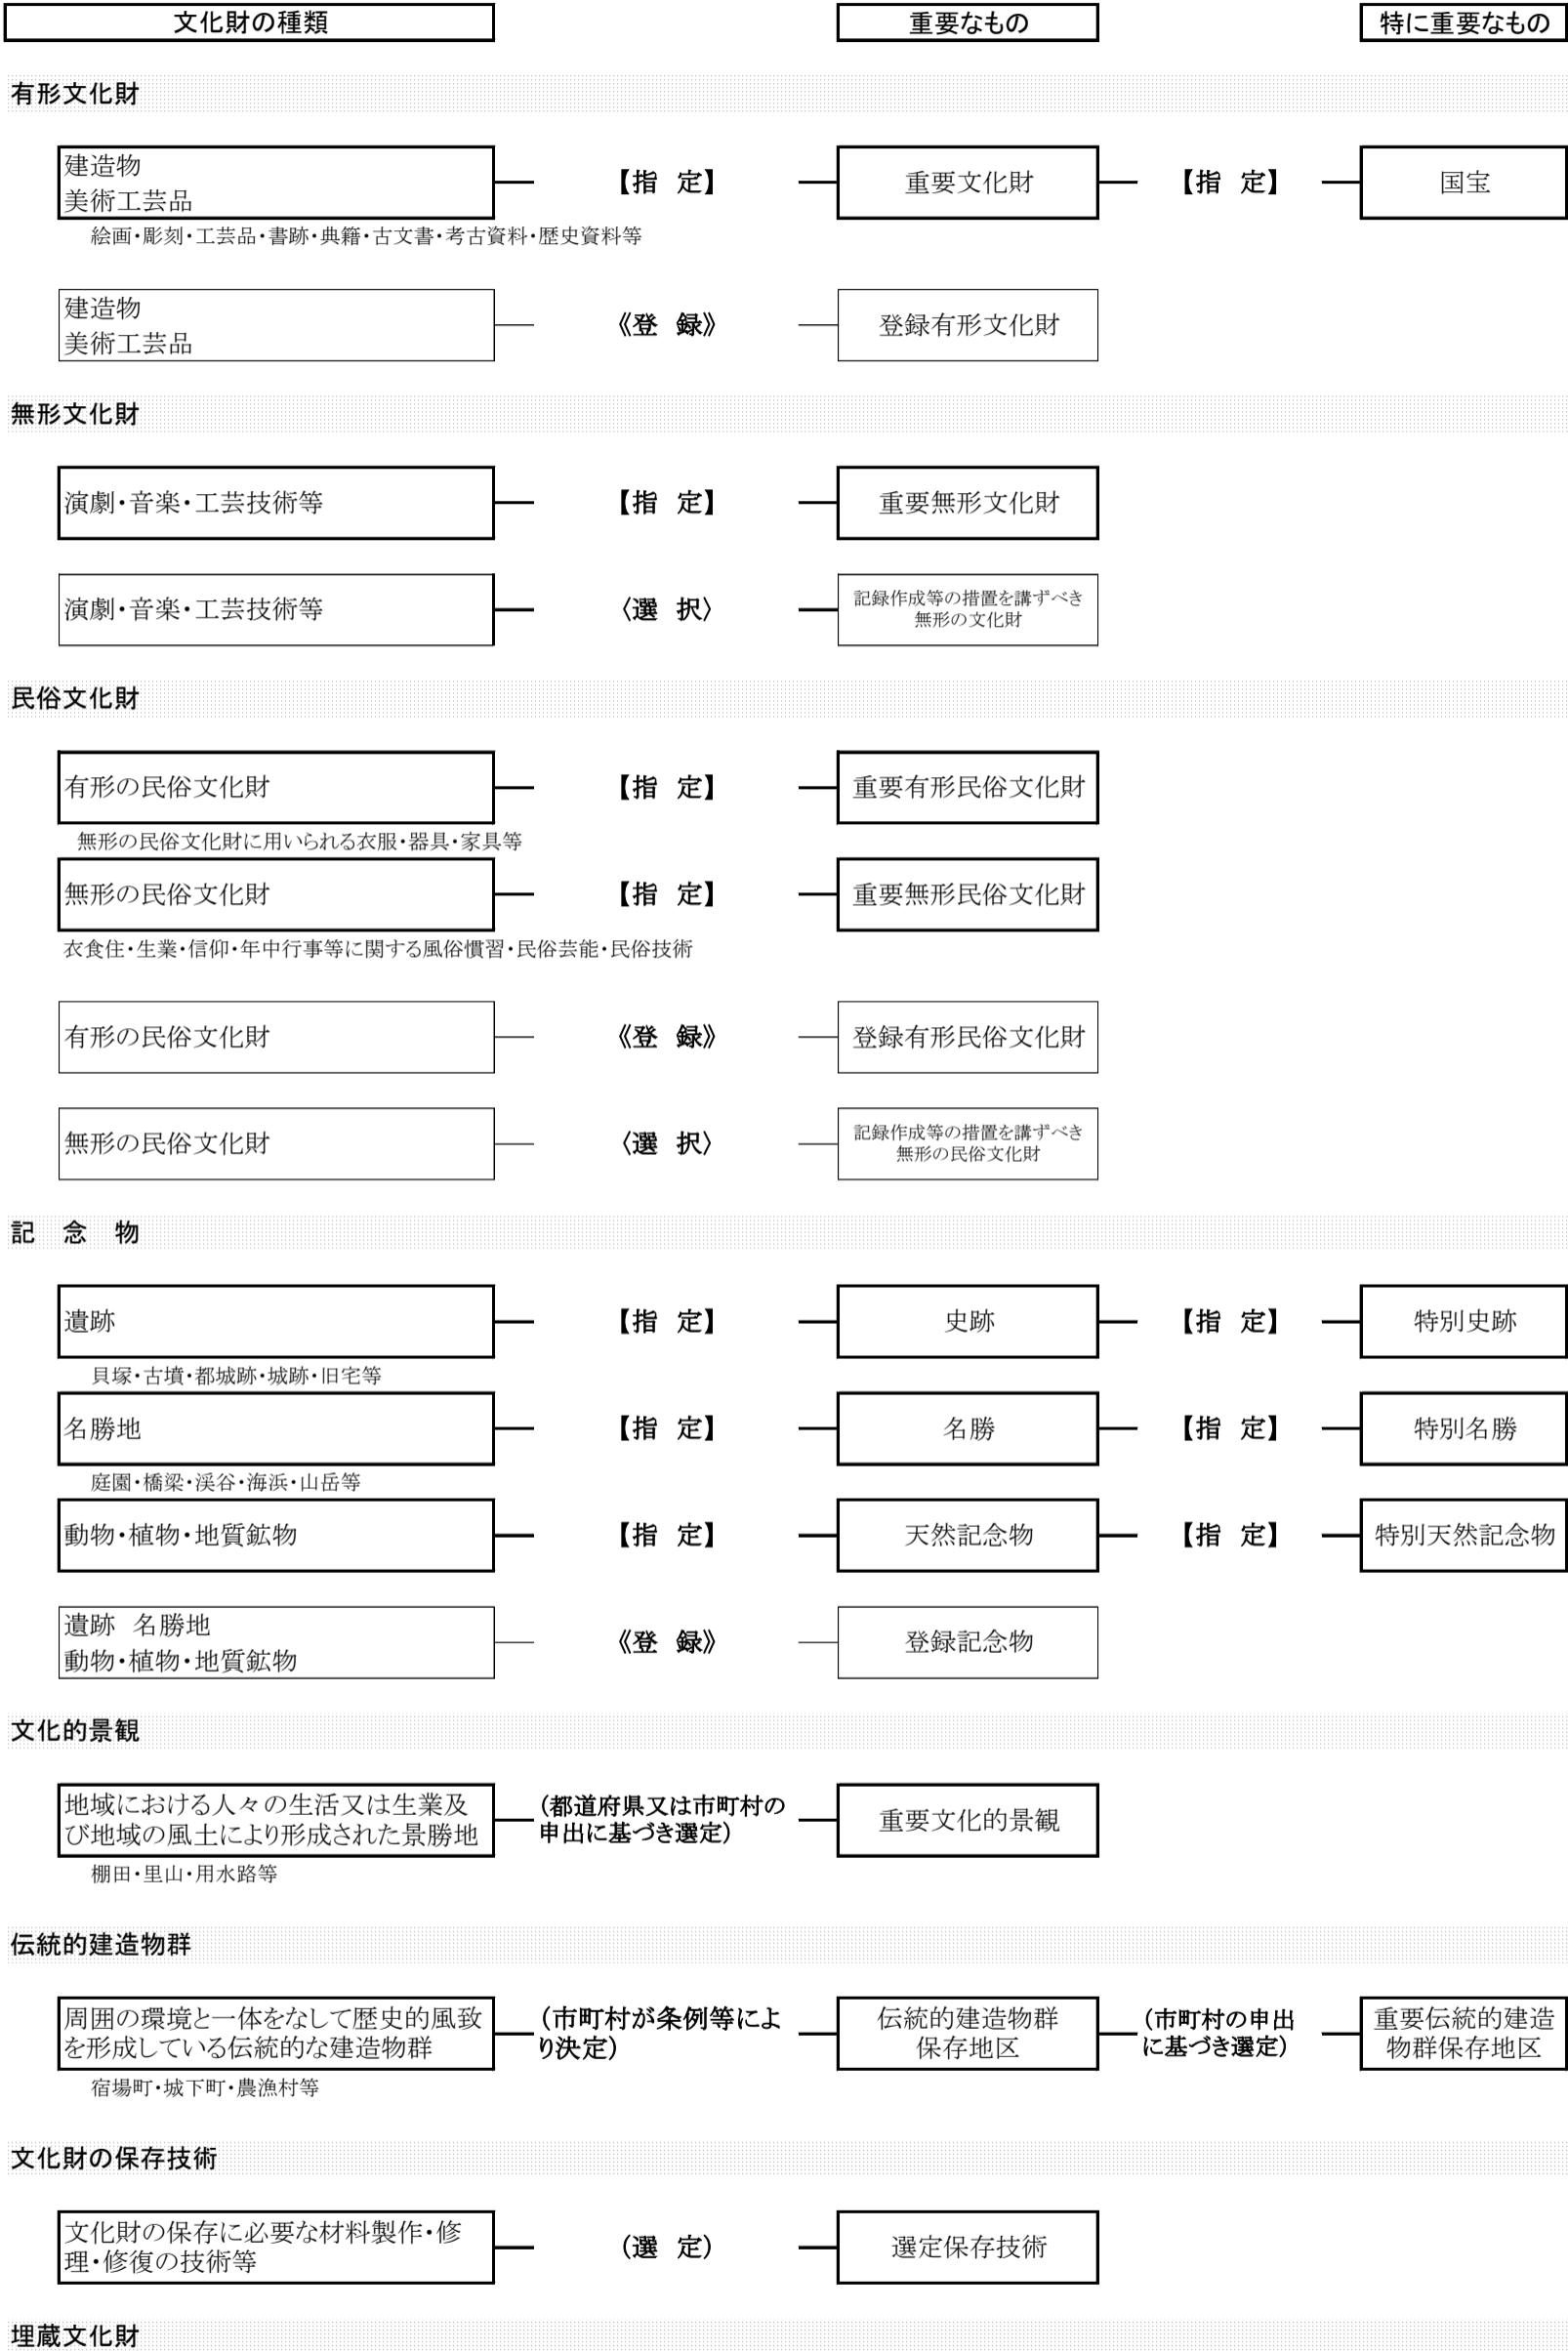 文化財の種類 重要なもの 特に重要なもの
有形文化財
建造物
美術工芸品
【指 定】 重要文化財 【指 定】 国宝
絵画・彫刻・工芸品・書跡・典籍・古文書・考古資料・歴史資料等
建造物
美術工芸品
《登 録》 登録有形文化財
無形文化財
演劇・音楽・工芸技術等 【指 定】 重要無形文化財
演劇・音楽・工芸技術等 〈選 択〉
記録作成等の措置を講ずべき
無形の文化財
民俗文化財
有形の民俗文化財 【指 定】 重要有形民俗文化財
無形の民俗文化財に用いられる衣服・器具・家具等
無形の民俗文化財 【指 定】 重要無形民俗文化財
衣食住・生業・信仰・年中行事等に関する風俗慣習・民俗芸能・民俗技術
有形の民俗文化財 《登 録》 登録有形民俗文化財
無形の民俗文化財 〈選 択〉
記録作成等の措置を講ずべき
無形の民俗文化財
記 念 物
遺跡 【指 定】 史跡 【指 定】 特別史跡
貝塚・古墳・都城跡・城跡・旧宅等
名勝地 【指 定】 名勝 【指 定】 特別名勝
庭園・橋梁・渓谷・海浜・山岳等
動物・植物・地質鉱物 【指 定】 天然記念物 【指 定】 特別天然記念物
遺跡 名勝地
動物・植物・地質鉱物
《登 録》 登録記念物
文化的景観
地域における人々の生活又は生業及
び地域の風土により形成された景勝地
(都道府県又は市町村の
申出に基づき選定)
重要文化的景観
棚田・里山・用水路等
伝統的建造物群
周囲の環境と一体をなして歴史的風致
を形成している伝統的な建造物群
(市町村が条例等によ
り決定)
伝統的建造物群
保存地区
(市町村の申出
に基づき選定)
重要伝統的建造
物群保存地区
宿場町・城下町・農漁村等
文化財の保存技術
文化財の保存に必要な材料製作・修
理・修復の技術等
(選 定) 選定保存技術
埋蔵文化財